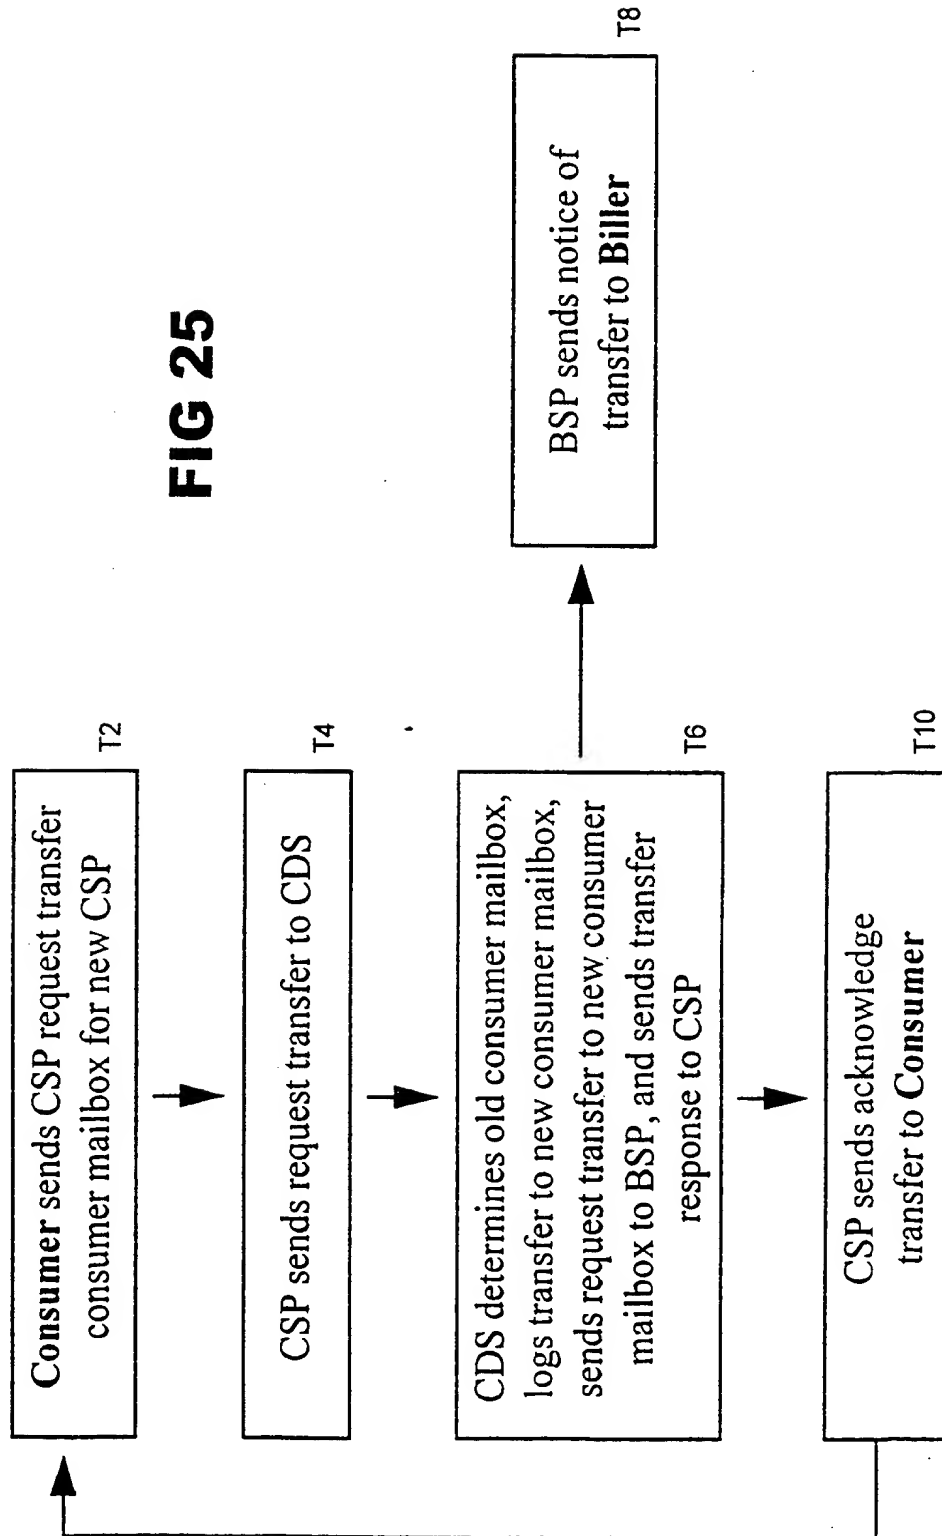 FIG 25
Consumer sends CSP request transfer
consumer mailbox for new CSP
T2
CSP sends request transfer to CDS
T4
CDS determines old consumer mailbox,
logs transfer to new consumer mailbox,
sends request transfer to new consumer
mailbox to BSP, and sends transfer
response to CSP
T6
BSP sends notice of
transfer to Biller
T8
CSP sends acknowledge
transfer to Consumer
T10